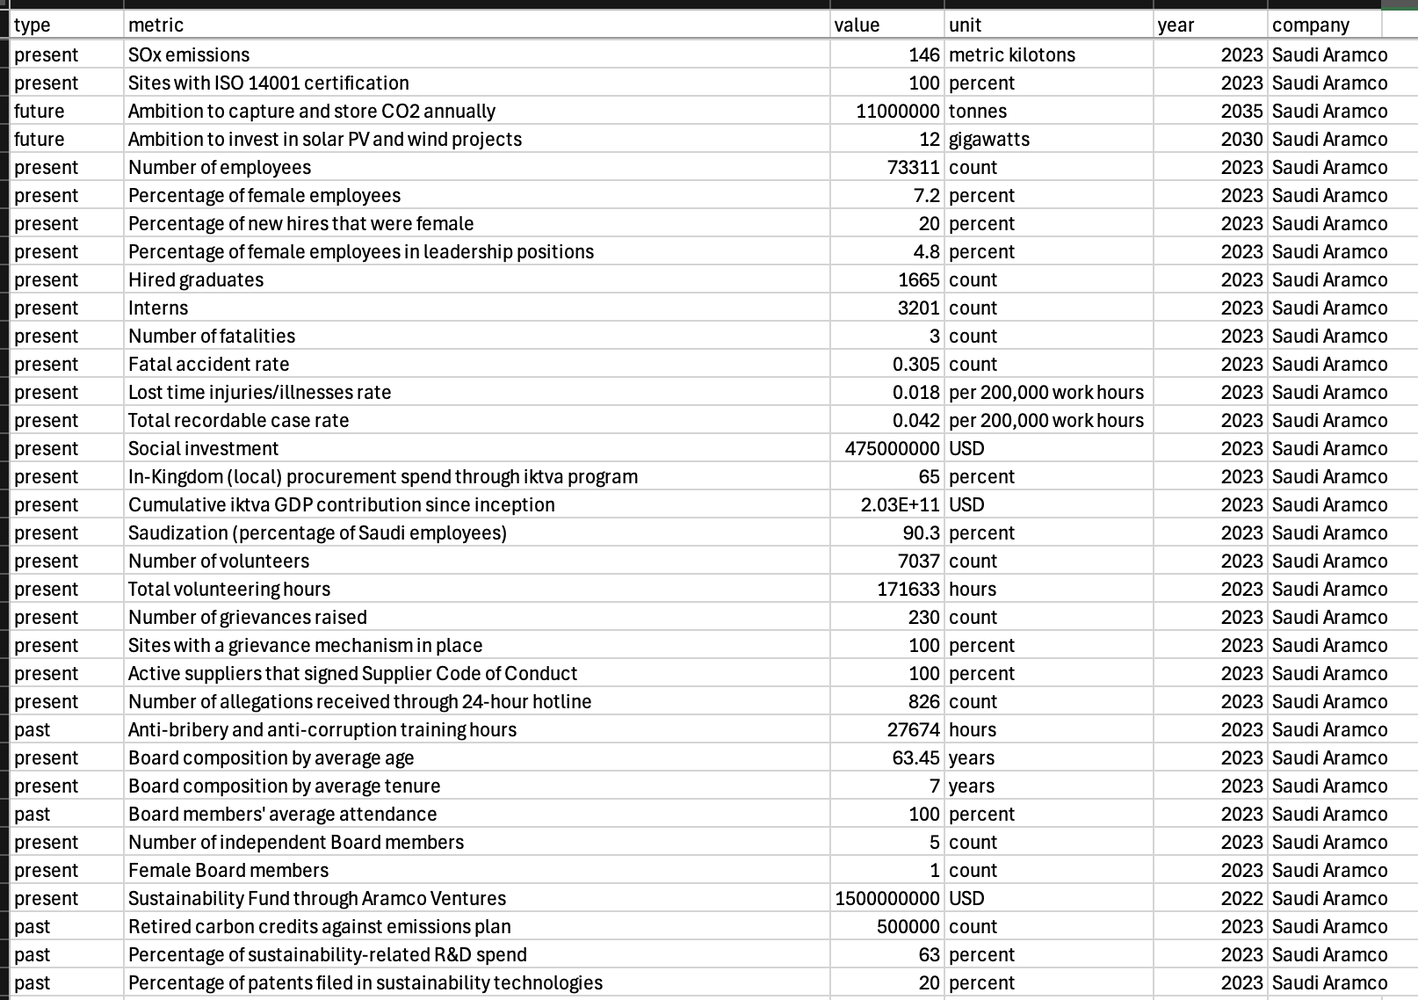 type metric value unit year company
present SOx emissions 146 metric kilotons 2023 Saudi Aramco
present Sites with ISO 14001 certification 100 percent 2023 Saudi Aramco
future Ambition to capture and store CO2 annually 11000000 tonnes 2035 Saudi Aramco
future Ambition to invest in solar PV and wind projects 12 gigawatts 2030 Saudi Aramco
present Number of employees 73311 count 2023 Saudi Aramco
present Percentage of female employees 7.2 percent 2023 Saudi Aramco
present Percentage of new hires that were female 20 percent 2023 Saudi Aramco
present Percentage of female employees in leadership positions 4.8 percent 2023 Saudi Aramco
present Hired graduates 1665 count 2023 Saudi Aramco
present Interns 3201 count 2023 Saudi Aramco
present Number of fatalities 3 count 2023 Saudi Aramco
present Fatal accident rate 0.305 count 2023 Saudi Aramco
present Lost time injuries/illnesses rate 0.018 per 200,000 work hours 2023 Saudi Aramco
present Total recordable case rate 0.042 per 200,000 work hours 2023 Saudi Aramco
present Social investment 475000000 USD 2023 Saudi Aramco
present In-Kingdom (local) procurement spend through iktva program 65 percent 2023 Saudi Aramco
present Cumulative iktva GDP contribution since inception 2.03E+11 USD 2023 Saudi Aramco
present Saudization (percentage of Saudi employees) 90.3 percent 2023 Saudi Aramco
present Number of volunteers 7037 count 2023 Saudi Aramco
present Total volunteering hours 171633 hours 2023 Saudi Aramco
present Number of grievances raised 230 count 2023 Saudi Aramco
present Sites with a grievance mechanism in place 100 percent 2023 Saudi Aramco
present Active suppliers that signed Supplier Code of Conduct 100 percent 2023 Saudi Aramco
present Number of allegations received through 24-hour hotline 826 count 2023 Saudi Aramco
past Anti-bribery and anti-corruption training hours 27674 hours 2023 Saudi Aramco
present Board composition by average age 63.45 years 2023 Saudi Aramco
present Board composition by average tenure 7 years 2023 Saudi Aramco
past Board members' average attendance 100 percent 2023 Saudi Aramco
present Number of independent Board members 5 count 2023 Saudi Aramco
present Female Board members 1 count 2023 Saudi Aramco
present Sustainability Fund through Aramco Ventures 1500000000 USD 2022 Saudi Aramco
past Retired carbon credits against emissions plan 500000 count 2023 Saudi Aramco
past Percentage of sustainability-related R&D spend 63 percent 2023 Saudi Aramco
past Percentage of patents filed in sustainability technologies 20 percent 2023 Saudi Aramco